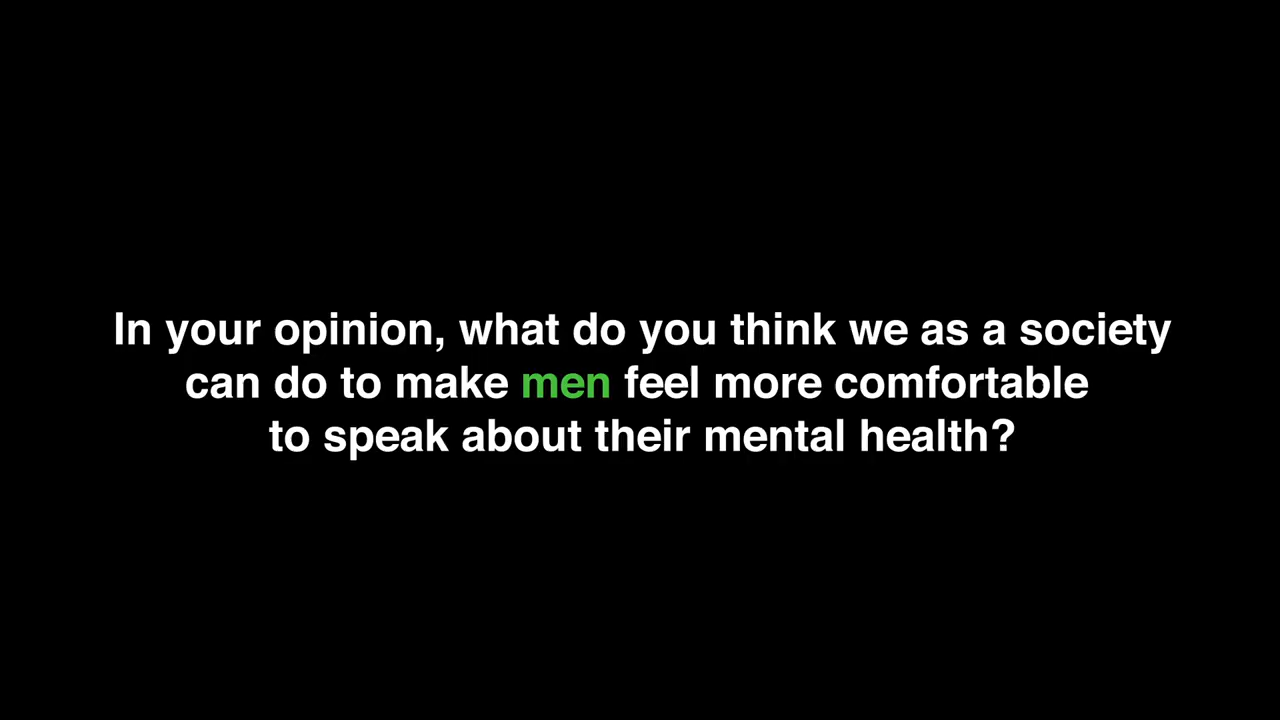 In your opinion, what do you think we as a society
can do to make men feel more comfortable
to speak about their mental health?